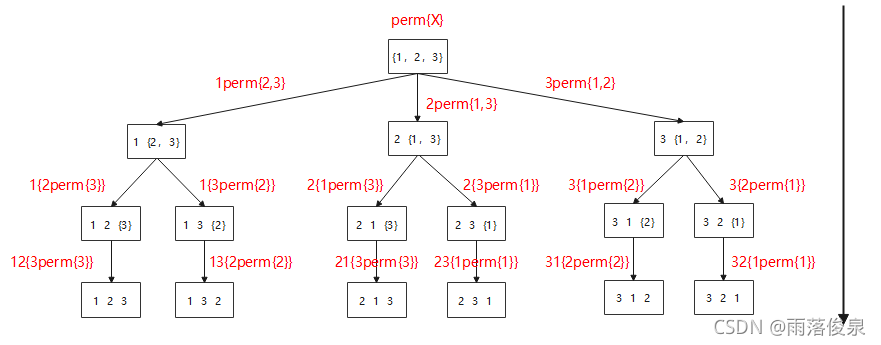 perm{X}
{1, 2, 3}
1perm{2,3}
2perm{1,3}
3perm{1,2}
1 {2, 3}
2 {1, 3}
3 {1, 2}
1{2perm{3}}
1{3perm{2}}
2{1perm{3}}
2{3perm{1}}
3{1perm{2}}
3{2perm{1}}
1 2 {3}
1 3 {2}
2 1 {3}
2 3 {1}
3 1 {2}
3 2 {1}
12{3perm{3}}
13{2perm{2}}
21{3perm{3}}
23{1perm{1}}
31{2perm{2}}
32{1perm{1}}
1 2 3
1 3 2
2 1 3
2 3 1
3 1 2
3 2 1
CSDN @雨落俊泉